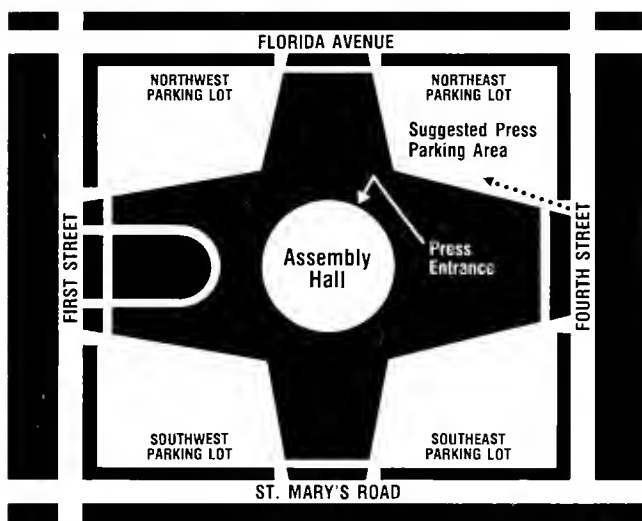 FLORIDA AVENUE
NORTHWEST
PARKING LOT
NORTHEAST
PARKING LOT
Suggested Press
Parking Area
FIRST STREET
Assembly
Hall
Press
Entrance
FOURTH STREET
SOUTHWEST
PARKING LOT
SOUTHEAST
PARKING LOT
ST. MARY'S ROAD